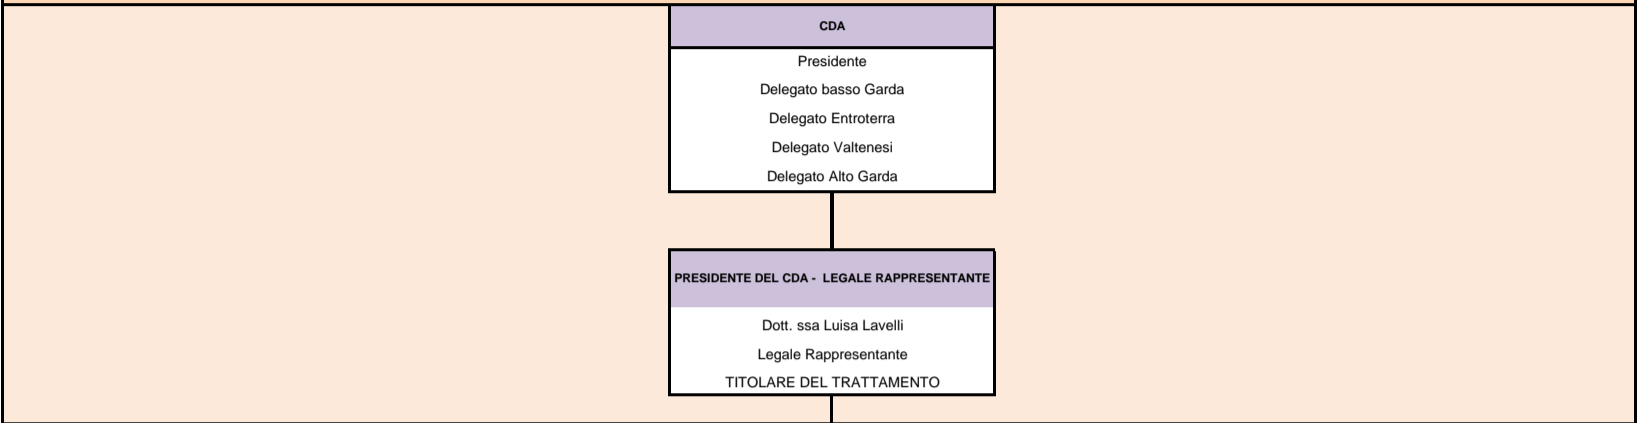 CDA
Presidente
Delegato basso Garda
Delegato Entroterra
Delegato Valtenesi
Delegato Alto Garda
PRESIDENTE DEL CDA - LEGALE RAPPRESENTANTE
Dott. ssa Luisa Lavelli
Legale Rappresentante
TITOLARE DEL TRATTAMENTO